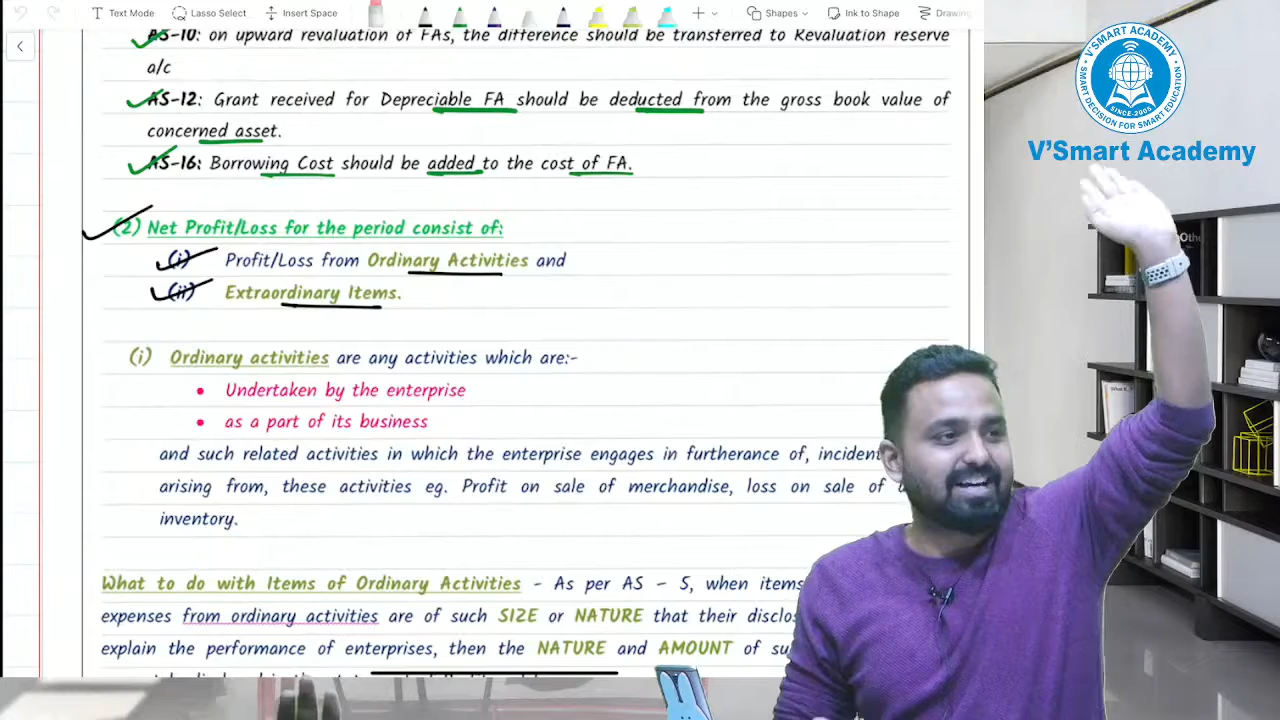 Text Mode
Lasso Select
Insert Space
Shapes
Ink to Shape
Drawing
AS-10: on upward revaluation of FAs, the difference should be transferred to Revaluation reserve
a/c
AS-12: Grant received for Depreciable FA should be deducted from the gross book value of
concerned asset.
AS-16: Borrowing Cost should be added to the cost of FA.
(2) Net Profit/Loss for the period consist of:
(i) Profit/Loss from Ordinary Activities and
(ii) Extraordinary Items.
(i) Ordinary activities are any activities which are:-
• Undertaken by the enterprise
• as a part of its business
and such related activities in which the enterprise engages in furtherance of,
arising from, these activities eg. Profit on sale of merchandise, loss on sale of
inventory.
What to do with Items of Ordinary Activities - As per AS - 5, when items
expenses from ordinary activities are of such SIZE or NATURE that their
explain the performance of enterprises, then the NATURE and AMOUNT of
V'SMART ACADEMY
SINCE-2005
SMART DECISION FOR SMART EDUCATION
V'Smart Academy